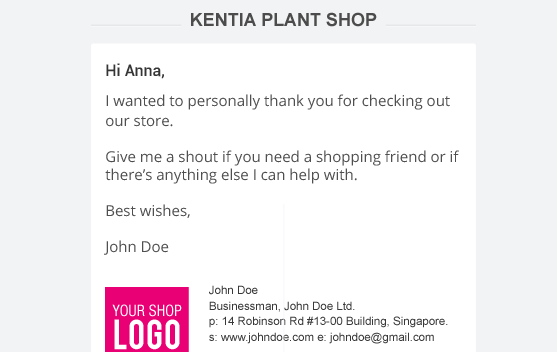 KENTIA PLANT SHOP
Hi Anna,
I wanted to personally thank you for checking out
our store.
Give me a shout if you need a shopping friend or if
there’s anything else I can help with.
Best wishes,
John Doe
YOUR SHOP
LOGO
John Doe
Businessman, John Doe Ltd.
p: 14 Robinson Rd #13-00 Building, Singapore.
s: www.johndoe.com e: johndoe@gmail.com